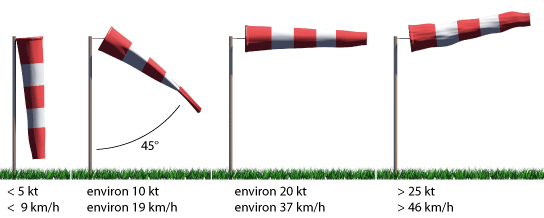 45°
< 5 kt
< 9 km/h
environ 10 kt
environ 19 km/h
environ 20 kt
environ 37 km/h
> 25 kt
> 46 km/h